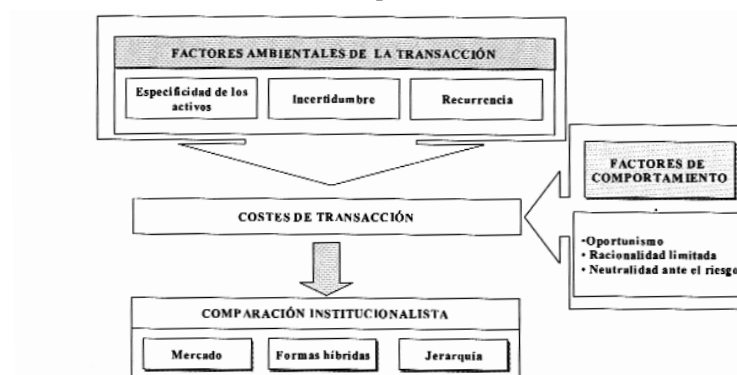 FACTORES AMBIENTALES DE LA TRANSACCIÓN
Especificidad de los
activos
Incertidumbre
Recurrencia
FACTORES DE
COMPORTAMIENTO
COSTES DE TRANSACCIÓN
•Oportunismo
• Racionalidad limitada
• Neutralidad ante el riesgo
COMPARACIÓN INSTITUCIONALISTA
Mercado
Formas híbridas
Jerarquía